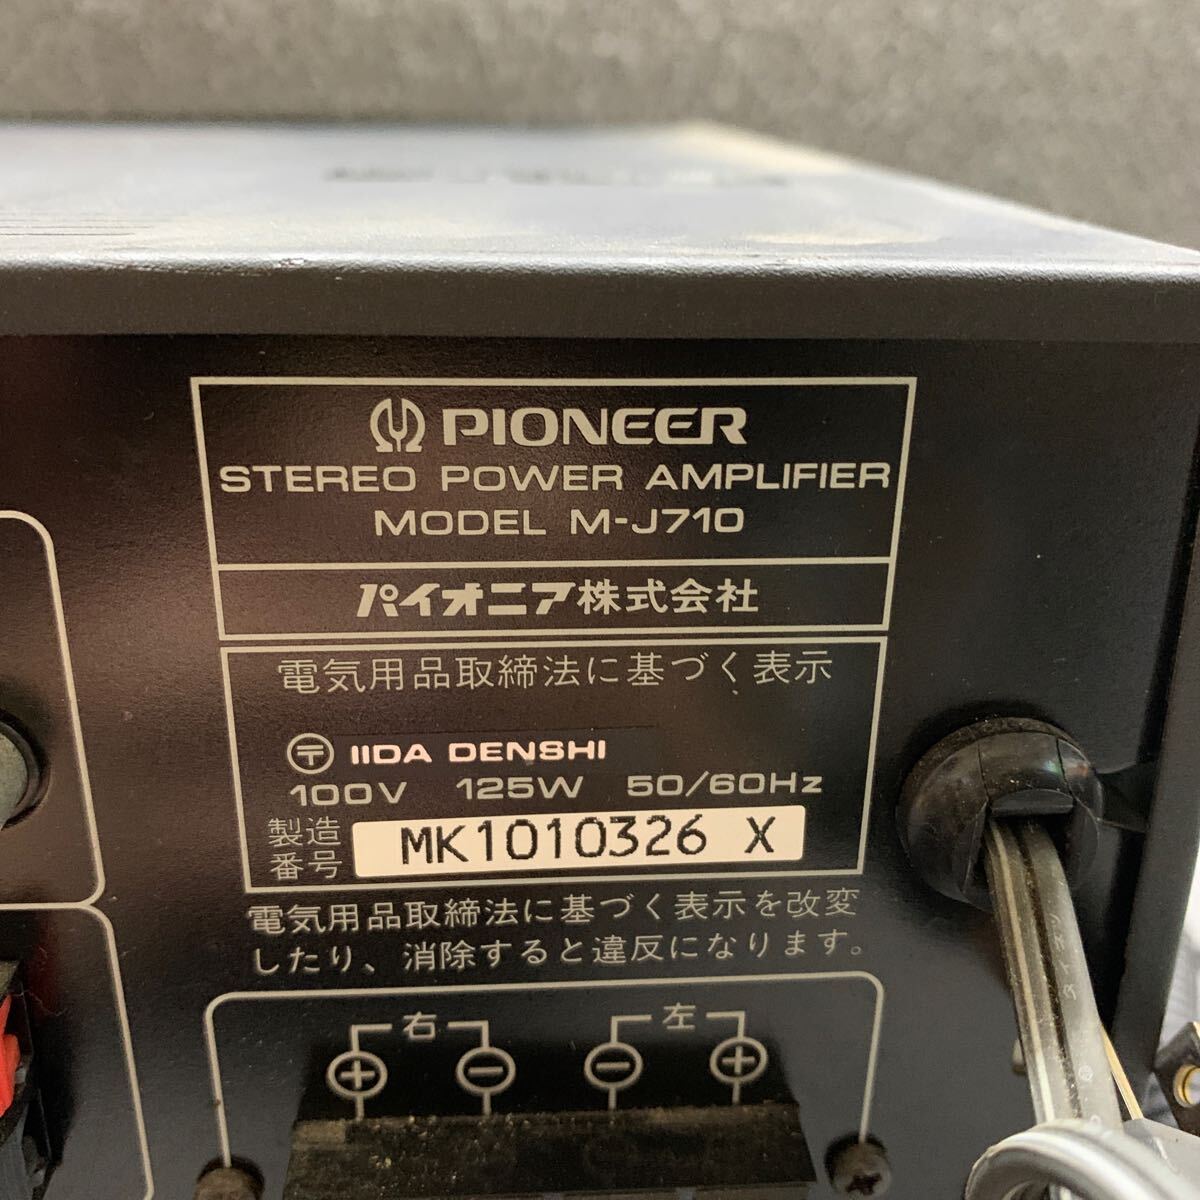 PIONEER
STEREO POWER AMPLIFIER
MODEL M-J710
パイオニア株式会社
電気用品取締法に基づく表示
〒 IIDA DENSHI
100V 125W 50/60Hz
製造番号 MK1010326 X
電気用品取締法に基づく表示を改変
したり、消除すると違反になります。
右 左
⊕ ⊖ ⊖ ⊕